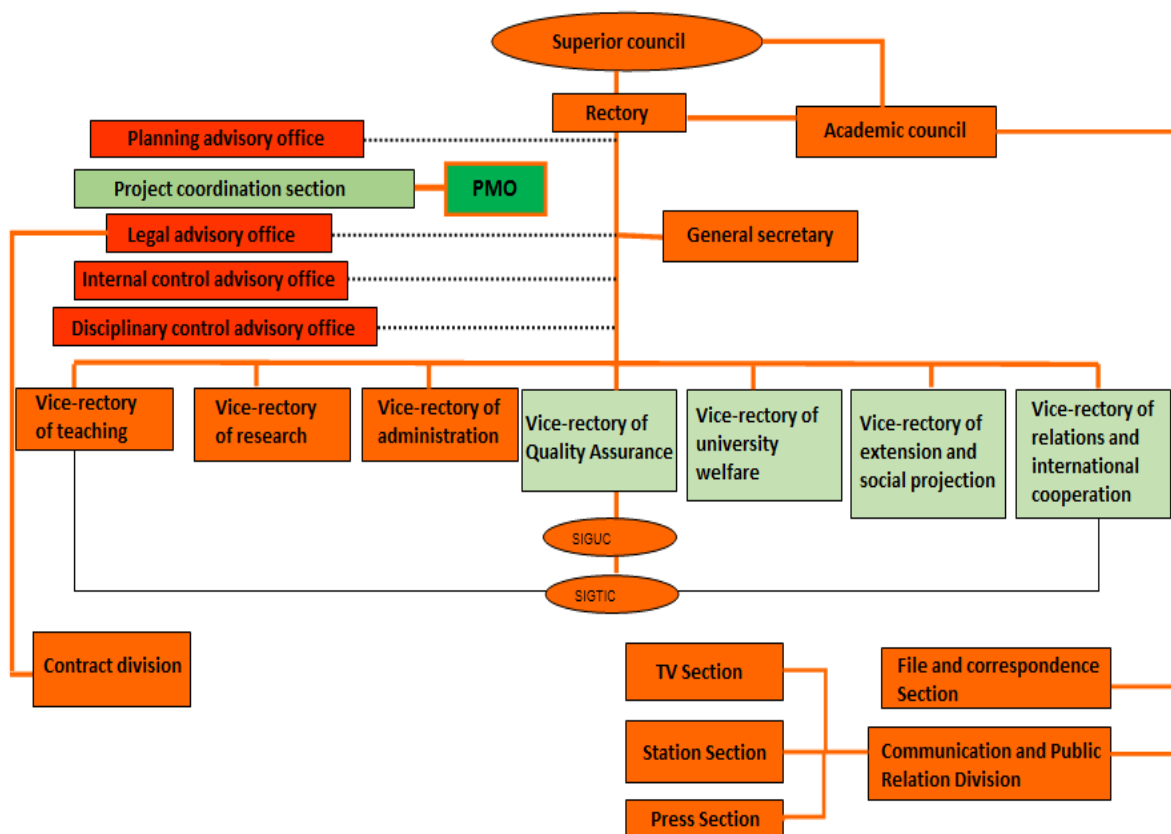 Superior council
Rectory
Academic council
Planning advisory office
Project coordination section
PMO
Legal advisory office
General secretary
Internal control advisory office
Disciplinary control advisory office
Vice-rectory
of teaching
Vice-rectory
of research
Vice-rectory of
administration
Vice-rectory of
Quality Assurance
Vice-rectory of
university
welfare
Vice-rectory of
extension and
social projection
Vice-rectory of
relations and
international
cooperation
SIGUC
SIGTIC
Contract division
TV Section
File and correspondence
Section
Station Section
Communication and Public
Relation Division
Press Section